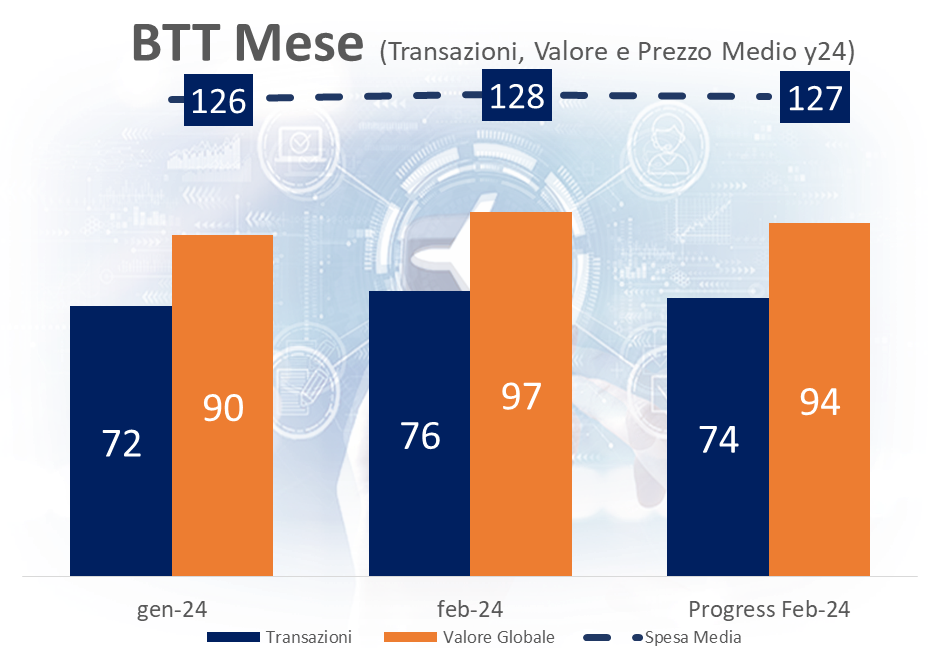 BTT Mese (Transazioni, Valore e Prezzo Medio y24)
126 128 127
90 97 94
72 76 74
gen-24 feb-24 Progress Feb-24
Transazioni Valore Globale Spesa Media